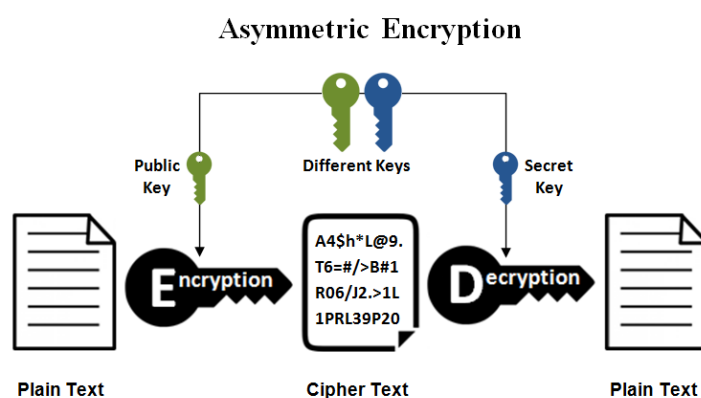 Asymmetric Encryption
Public
Key
Different Keys
Secret
Key
Encryption
A4$h*L@9.
T6=#/>B#1
R06/J2.>1L
1PRL39P20
Decryption
Plain Text
Cipher Text
Plain Text